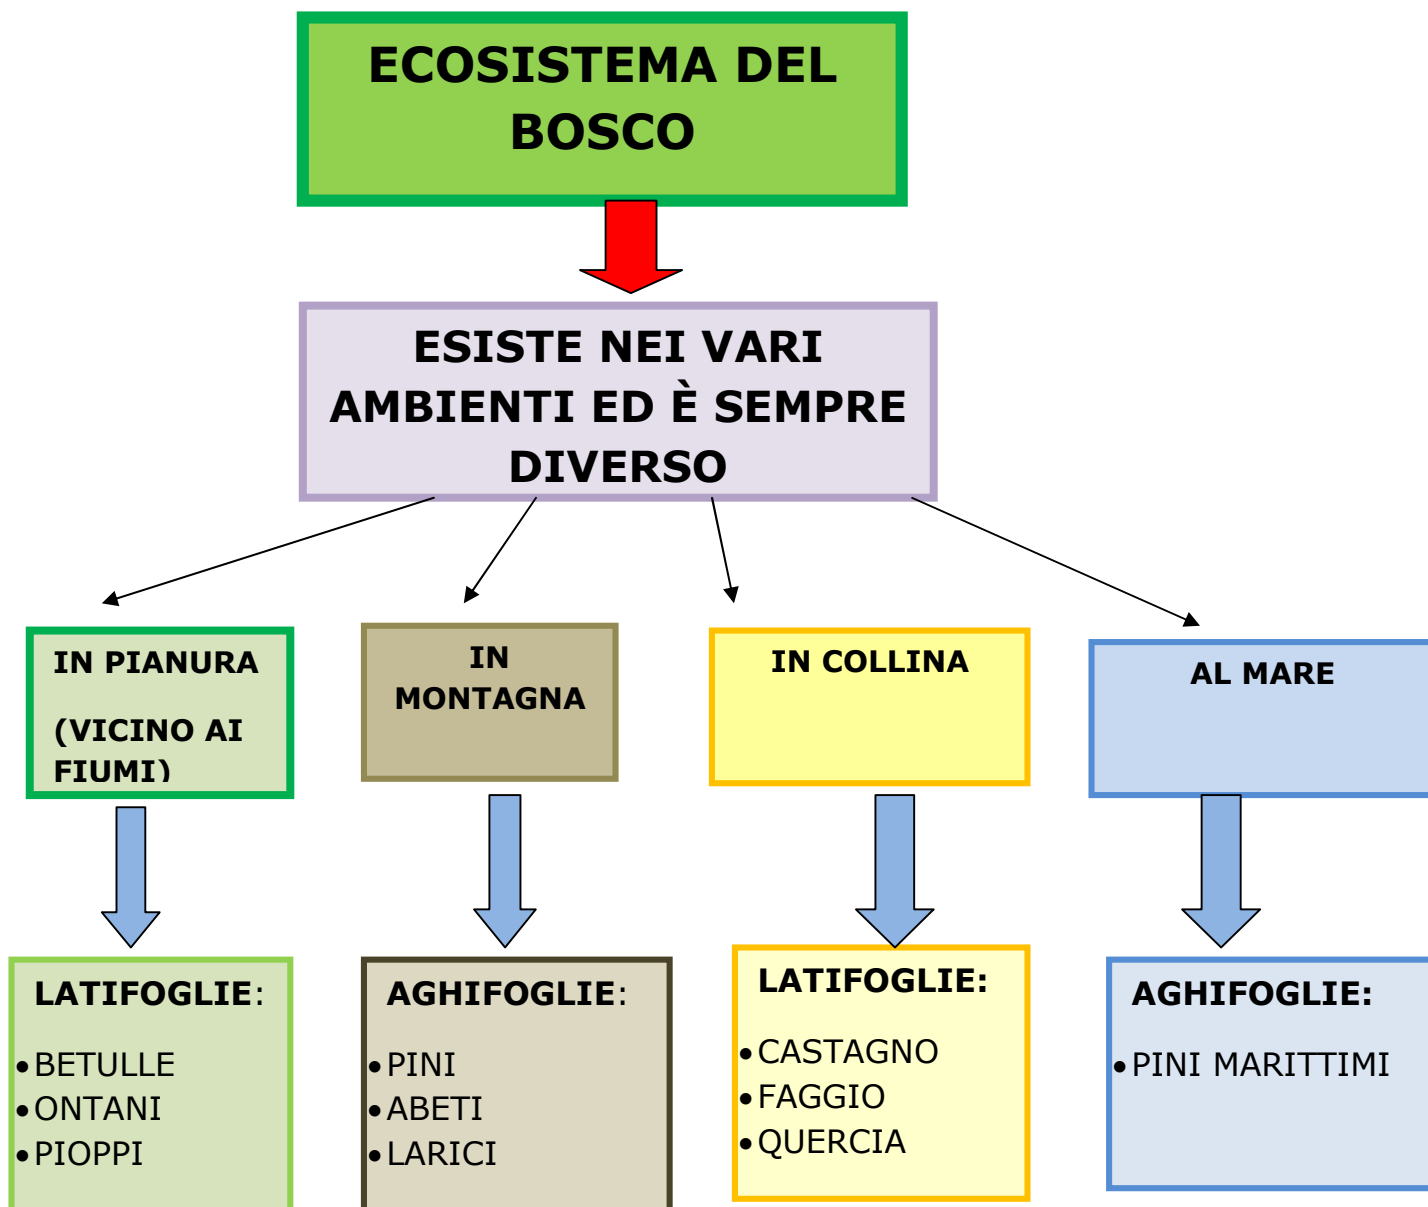 ECOSISTEMA DEL
BOSCO
ESISTE NEI VARI
AMBIENTI ED È SEMPRE
DIVERSO
IN PIANURA
(VICINO AI
FIUMI)
IN
MONTAGNA
IN COLLINA
AL MARE
LATIFOGLIE:
•BETULLE
•ONTANI
•PIOPPI
AGHIFOGLIE:
•PINI
•ABETI
•LARICI
LATIFOGLIE:
•CASTAGNO
•FAGGIO
•QUERCIA
AGHIFOGLIE:
•PINI MARITTIMI